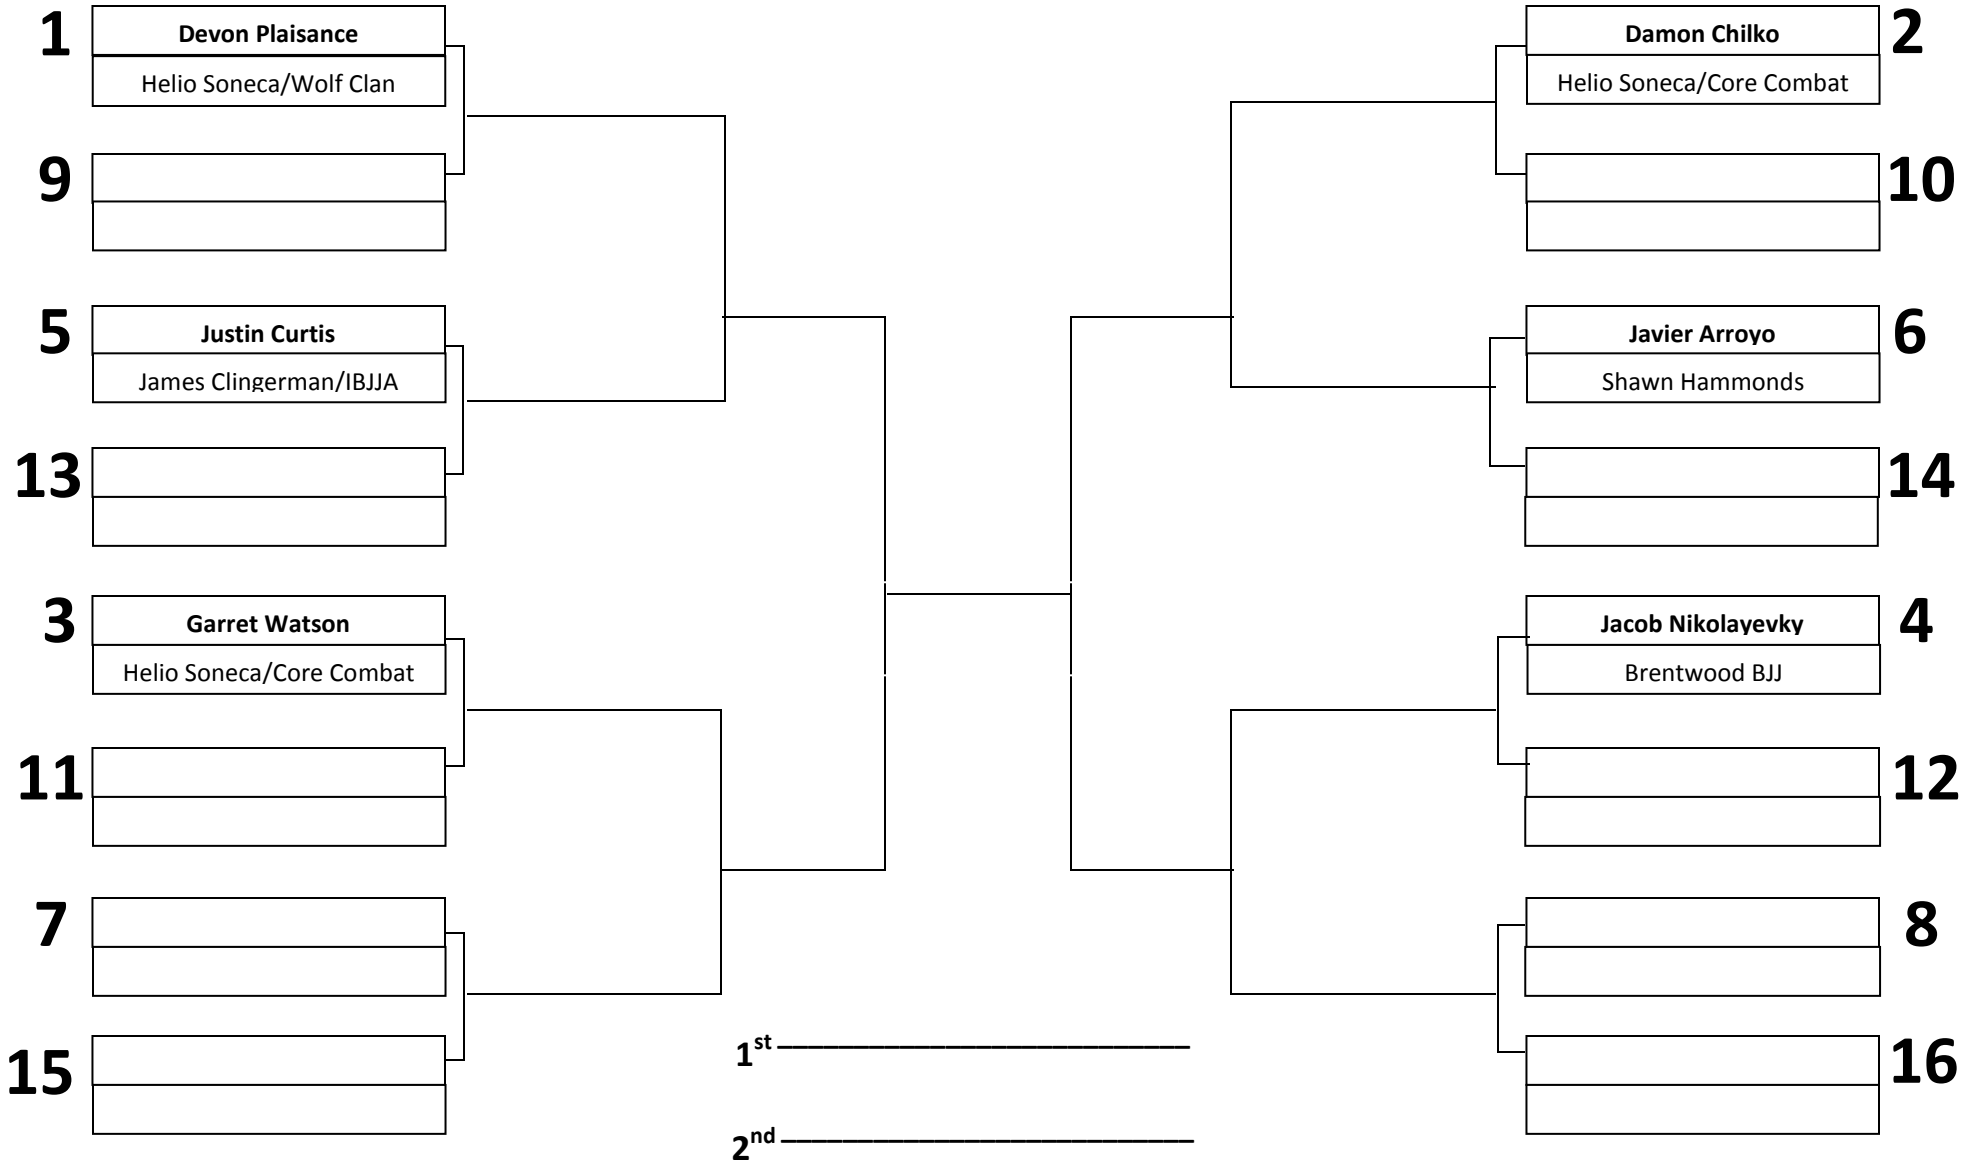 1
Devon Plaisance
Helio Soneca/Wolf Clan
9
5
Justin Curtis
James Clingerman/IBJJA
13
3
Garret Watson
Helio Soneca/Core Combat
11
7
15
Damon Chilko
2
Helio Soneca/Core Combat
10
Javier Arroyo
6
Shawn Hammonds
14
Jacob Nikolayevky
4
Brentwood BJJ
12
8
16
1st
2nd